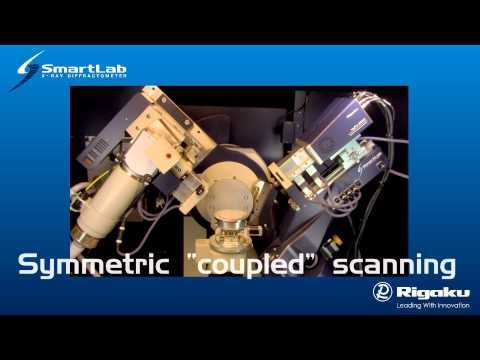 SmartLab
X-RAY DIFFRACTOMETER
Symmetric "coupled" scanning
Rigaku
Leading With Innovation